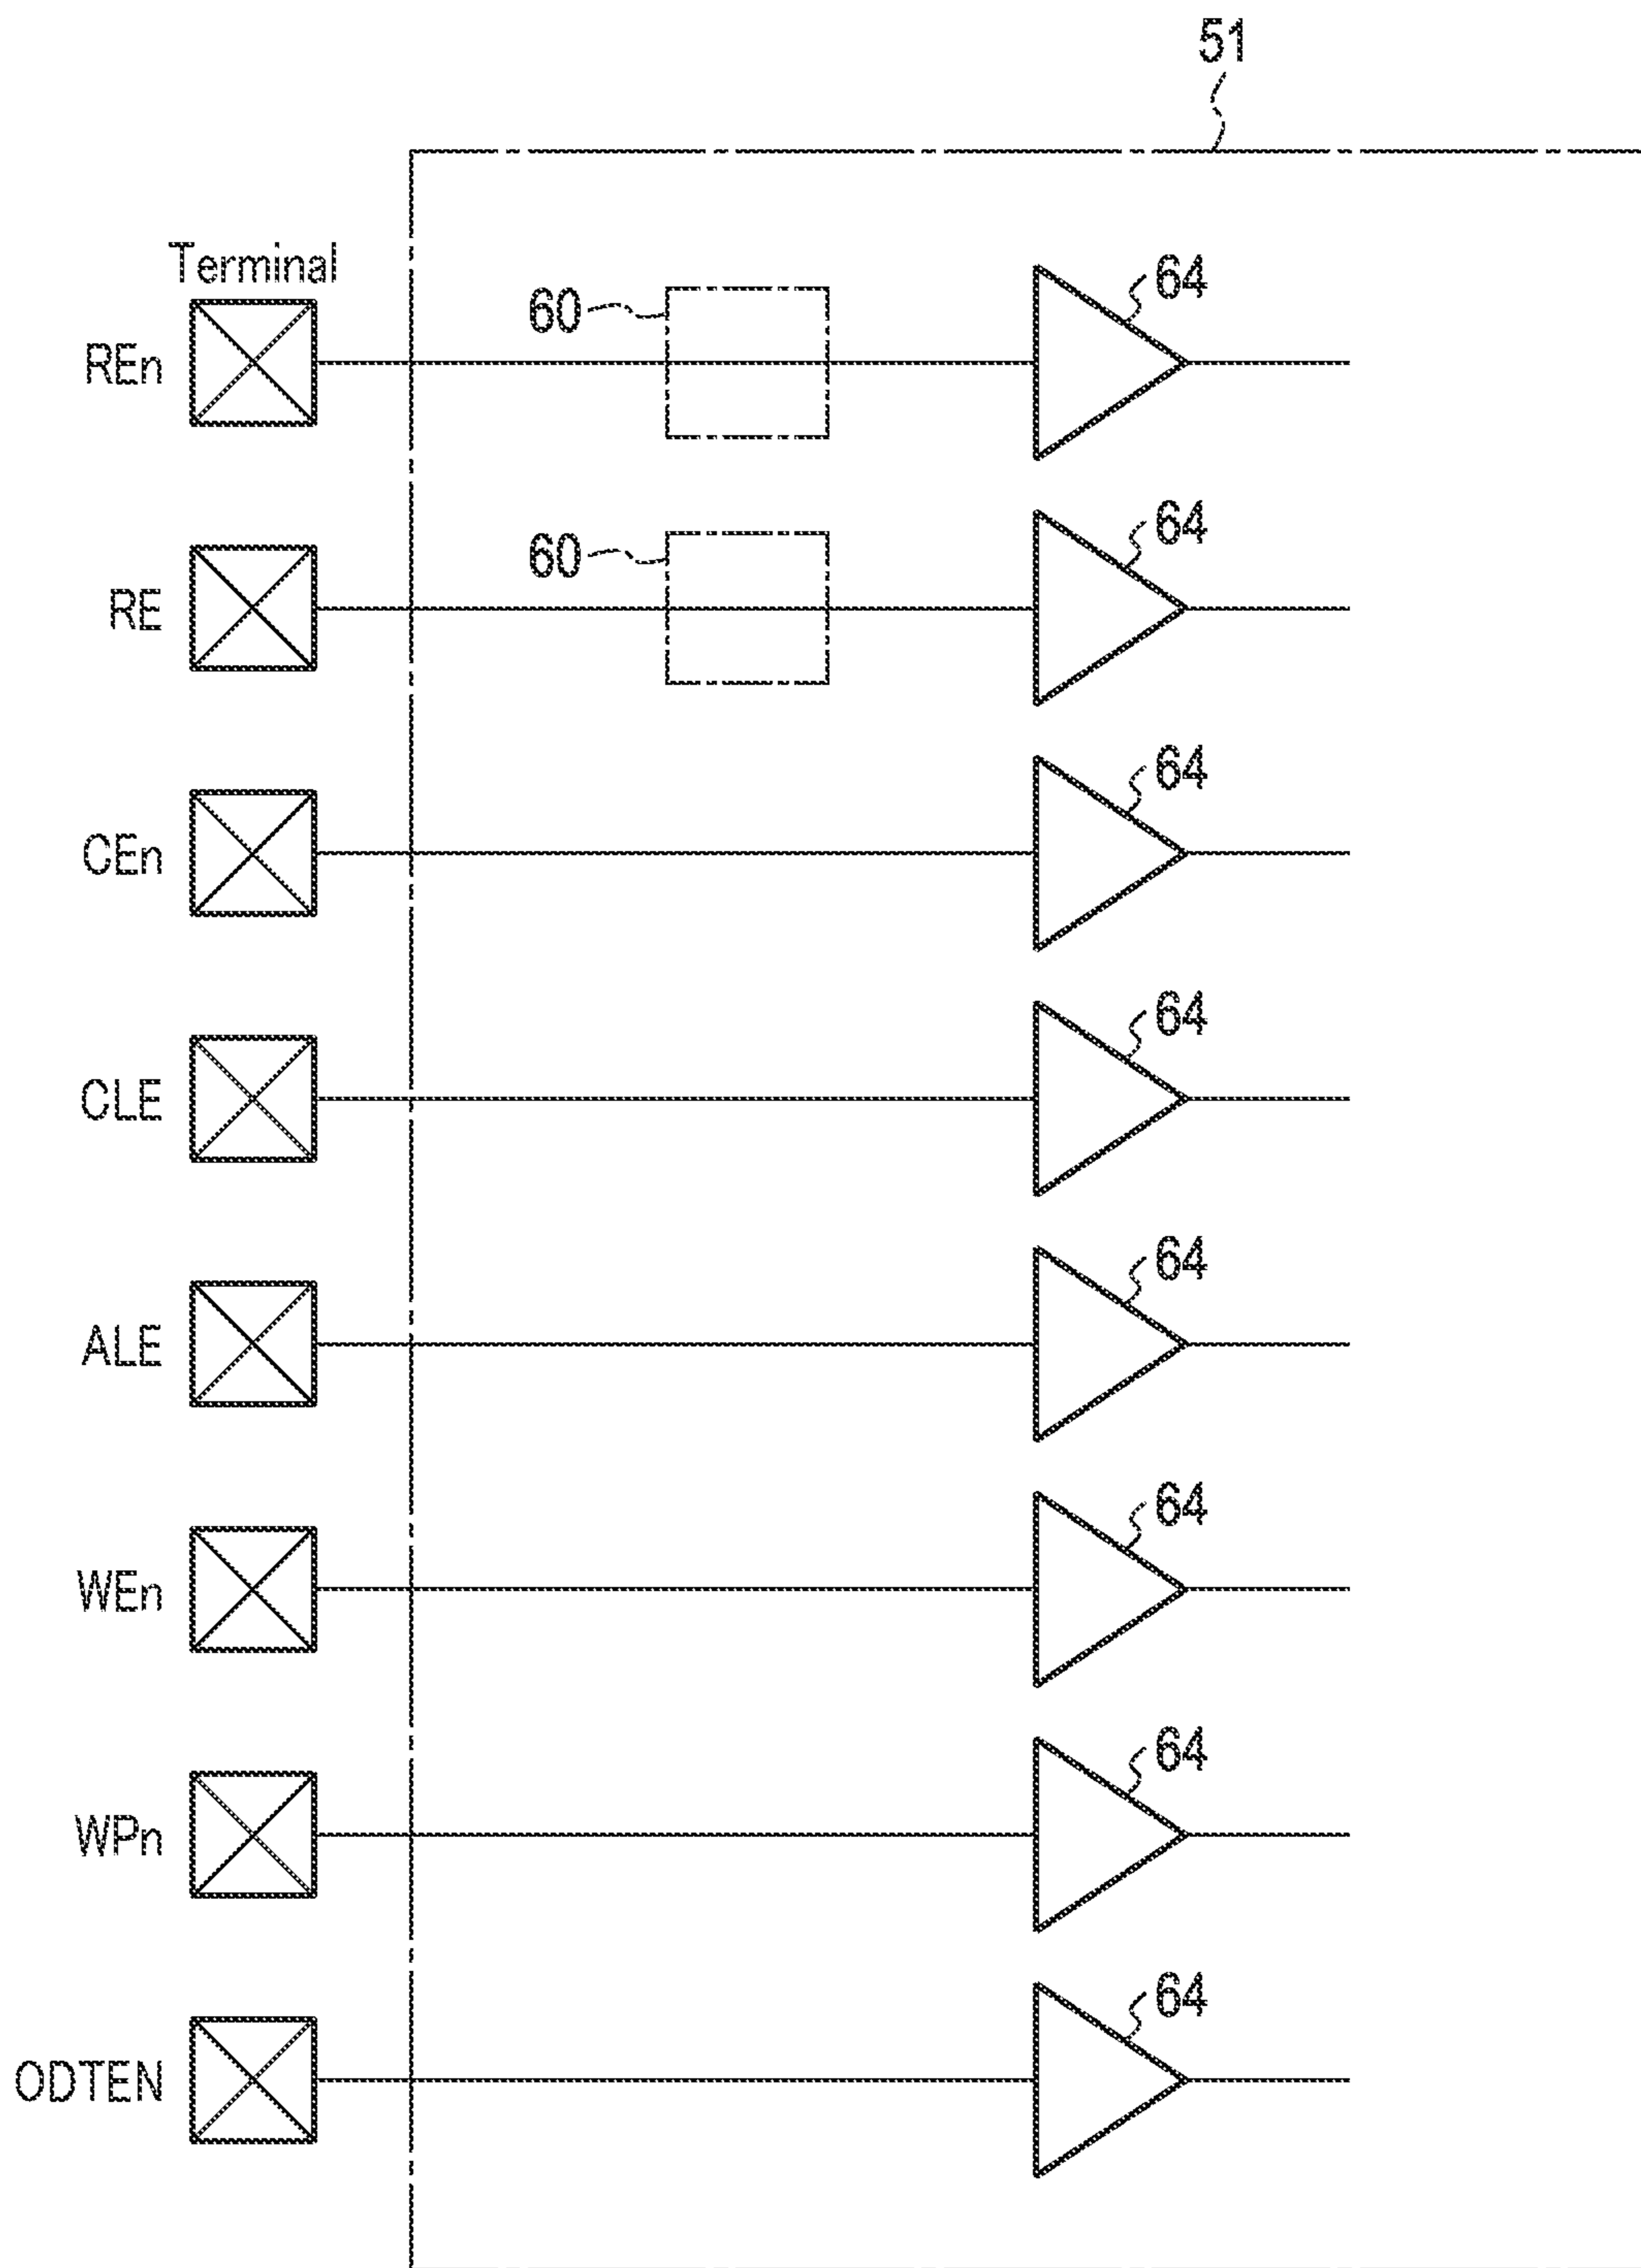 51
Terminal
REn 60 64
RE 60 64
CEn 64
CLE 64
ALE 64
WEn 64
WPn 64
ODTEN 64